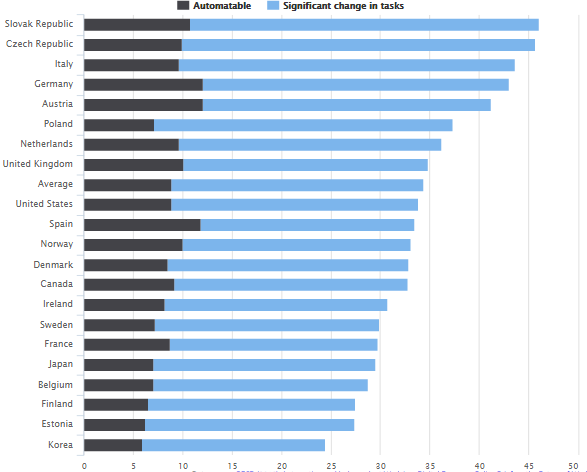 Automatable Significant change in tasks
Slovak Republic
Czech Republic
Italy
Germany
Austria
Poland
Netherlands
United Kingdom
Average
United States
Spain
Norway
Denmark
Canada
Ireland
Sweden
France
Japan
Belgium
Finland
Estonia
Korea
0 5 10 15 20 25 30 35 40 45 50